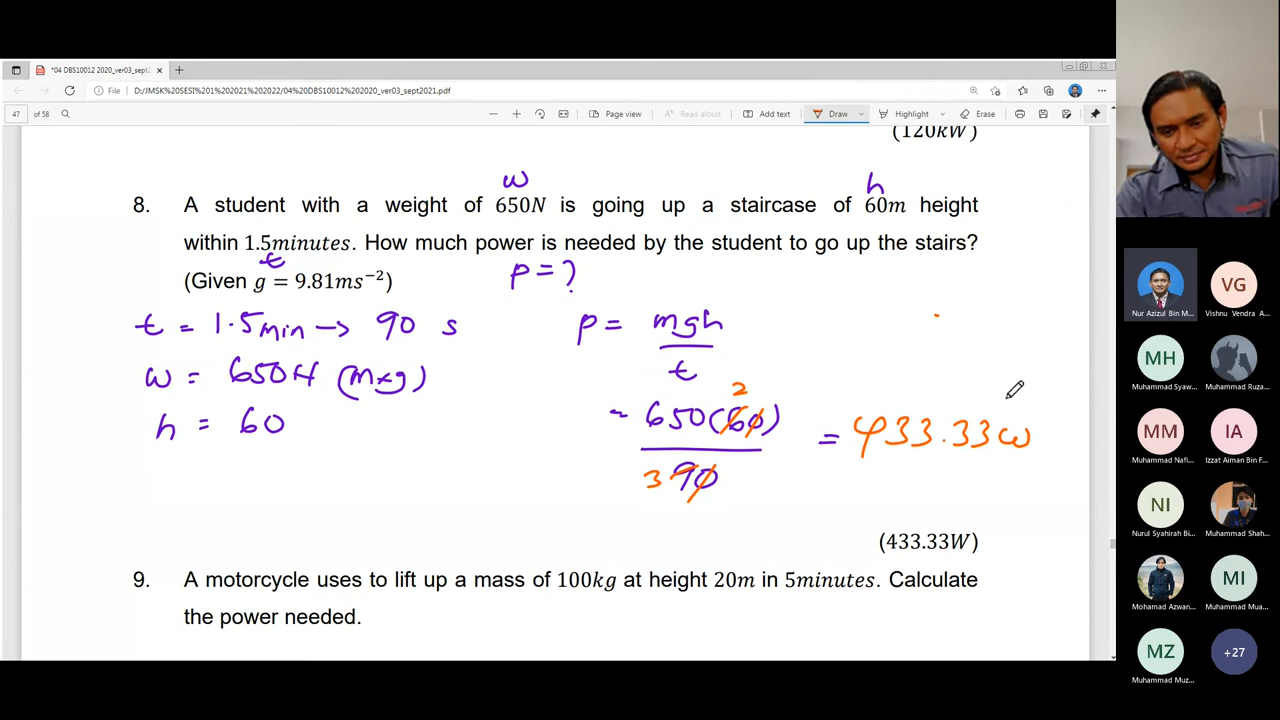 *04 DBS10012 2020_ver03_sept2
File
D:/JMSK%20SESI%201%202021%202022/04%20DBS10012%202020_ver03_sept2021.pdf
47 of 58
Page view
Read aloud
Add text
Draw
Highlight
Erase
(120kW)
w
h
8. A student with a weight of 650N is going up a staircase of 60m height
within 1.5minutes. How much power is needed by the student to go up the stairs?
t
P = ?
(Given g = 9.81ms⁻²)
t = 1.5min → 90 s
P = mgh
t
w = 650N (mxg)
2
= 650(60)
h = 60
= 433.33w
3 90
(433.33W)
9. A motorcycle uses to lift up a mass of 100kg at height 20m in 5minutes. Calculate
the power needed.
Nur Azizul Bin M...
VG
Vishnu Vendra A...
MH
Muhammad Syaw...
Muhammad Ruza...
MM
Muhammad Nafi...
IA
Izzat Aiman Bin F...
NI
Nurul Syahirah Bi...
Muhammad Shah...
Mohamad Azwan...
MI
Muhammad Mua...
MZ
Muhammad Muz...
+27